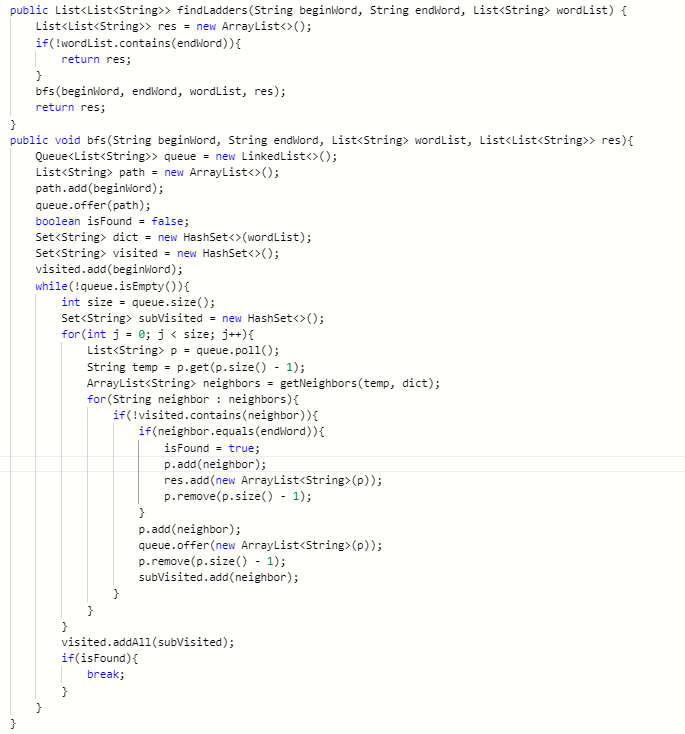 public List<List<String>> findLadders(String beginWord, String endWord, List<String> wordList) {
    List<List<String>> res = new ArrayList<>();
    if(!wordList.contains(endWord)){
        return res;
    }
    bfs(beginWord, endWord, wordList, res);
    return res;
}
public void bfs(String beginWord, String endWord, List<String> wordList, List<List<String>> res){
    Queue<List<String>> queue = new LinkedList<>();
    List<String> path = new ArrayList<>();
    path.add(beginWord);
    queue.offer(path);
    boolean isFound = false;
    Set<String> dict = new HashSet<>(wordList);
    Set<String> visited = new HashSet<>();
    visited.add(beginWord);
    while(!queue.isEmpty()){
        int size = queue.size();
        Set<String> subVisited = new HashSet<>();
        for(int j = 0; j < size; j++){
            List<String> p = queue.poll();
            String temp = p.get(p.size() - 1);
            ArrayList<String> neighbors = getNeighbors(temp, dict);
            for(String neighbor : neighbors){
                if(!visited.contains(neighbor)){
                    if(neighbor.equals(endWord)){
                        isFound = true;
                        p.add(neighbor);
                        res.add(new ArrayList<String>(p));
                        p.remove(p.size() - 1);
                    }
                    p.add(neighbor);
                    queue.offer(new ArrayList<String>(p));
                    p.remove(p.size() - 1);
                    subVisited.add(neighbor);
                }
            }
        }
        visited.addAll(subVisited);
        if(isFound){
            break;
        }
    }
}